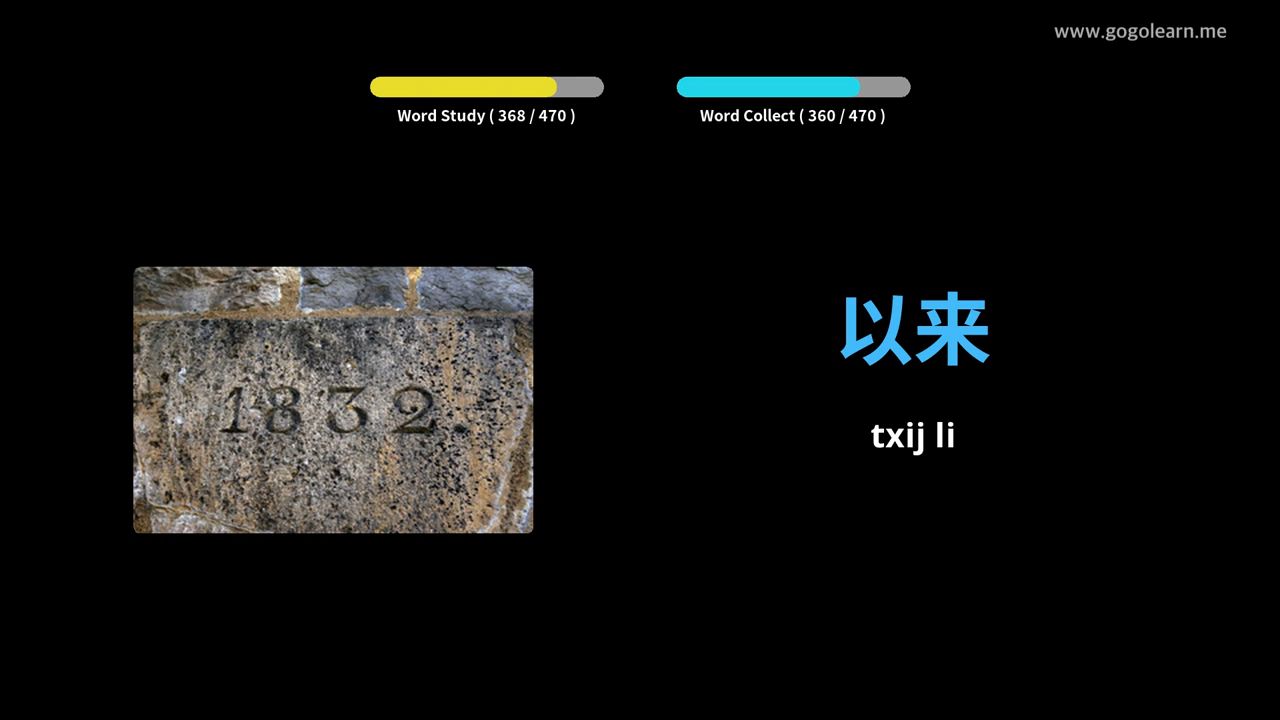 www.gogolearn.me
Word Study ( 368 / 470 )
Word Collect ( 360 / 470 )
1832.
以来
txij li